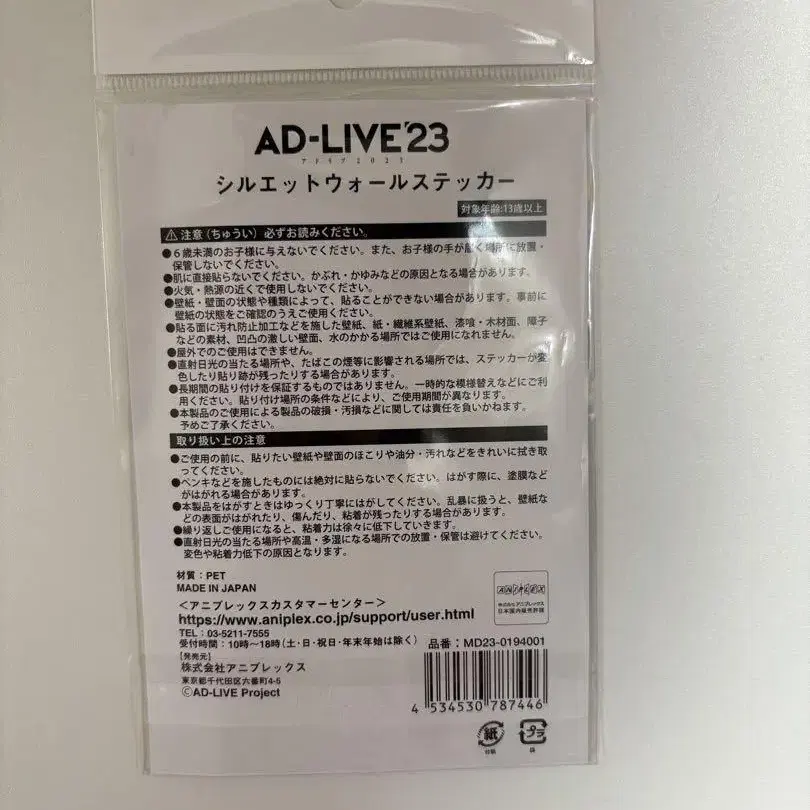 AD-LIVE'23
アドリブ2023
シルエットウォールステッカー
対象年齢:13歳以上
⚠注意（ちゅうい）必ずお読みください。
●6歳未満のお子様に与えないでください。また、お子様の手が届く場所に放置・
保管しないでください。
●肌に直接貼らないでください。かぶれ・かゆみなどの原因となる場合があります。
●火気・熱源の近くで使用しないでください。
●壁紙・壁面の状態や種類によって、貼ることができない場合があります。事前に
壁紙の状態をご確認のうえご使用ください。
●貼る面に汚れ防止加工などを施した壁紙、紙・繊維系壁紙、漆喰・木材面、障子
などの素材、凹凸の激しい壁面、水のかかる場所ではご使用になれません。
●屋外でのご使用はできません。
●直射日光の当たる場所や、たばこの煙等に影響される場所では、ステッカーが変
色したり貼り跡が残ったりする場合があります。
●長期間の貼り付けを保証するものではありません。一時的な模様替えなどにご利
用ください。貼り付け場所の条件などにより、ご使用期間が異なります。
●本製品のご使用による製品の破損・汚損などに関しては責任を負いかねます。
予めご了承ください。
取り扱い上の注意
●ご使用の前に、貼りたい壁紙や壁面のほこりや油分・汚れなどをきれいに拭き取
ってください。
●ペンキなどを施したものには絶対に貼らないでください。はがす際に、塗膜など
がはがれる場合があります。
●本製品をはがすときはゆっくり丁寧にはがしてください。乱暴に扱うと、壁紙な
どの表面がはがれたり、傷んだり、粘着が残ったりする場合があります。
●繰り返しご使用になると、粘着力は徐々に低下していきます。
●直射日光の当たる場所や高温・多湿になる場所での放置・保管は避けてください。
変色や粘着力低下の原因となります。
材質：PET
MADE IN JAPAN
＜アニプレックスカスタマーセンター＞
https://www.aniplex.co.jp/support/user.html
TEL：03-5211-7555
受付時間：10時〜18時（土・日・祝日・年末年始は除く）
［発売元］
株式会社アニプレックス
東京都千代田区六番町4-5
©AD-LIVE Project
ANIPLEX
株式会社アニプレックス
日本国内販売許諾
品番：MD23-0194001
4 534530 787446
紙
台紙
プラ
袋